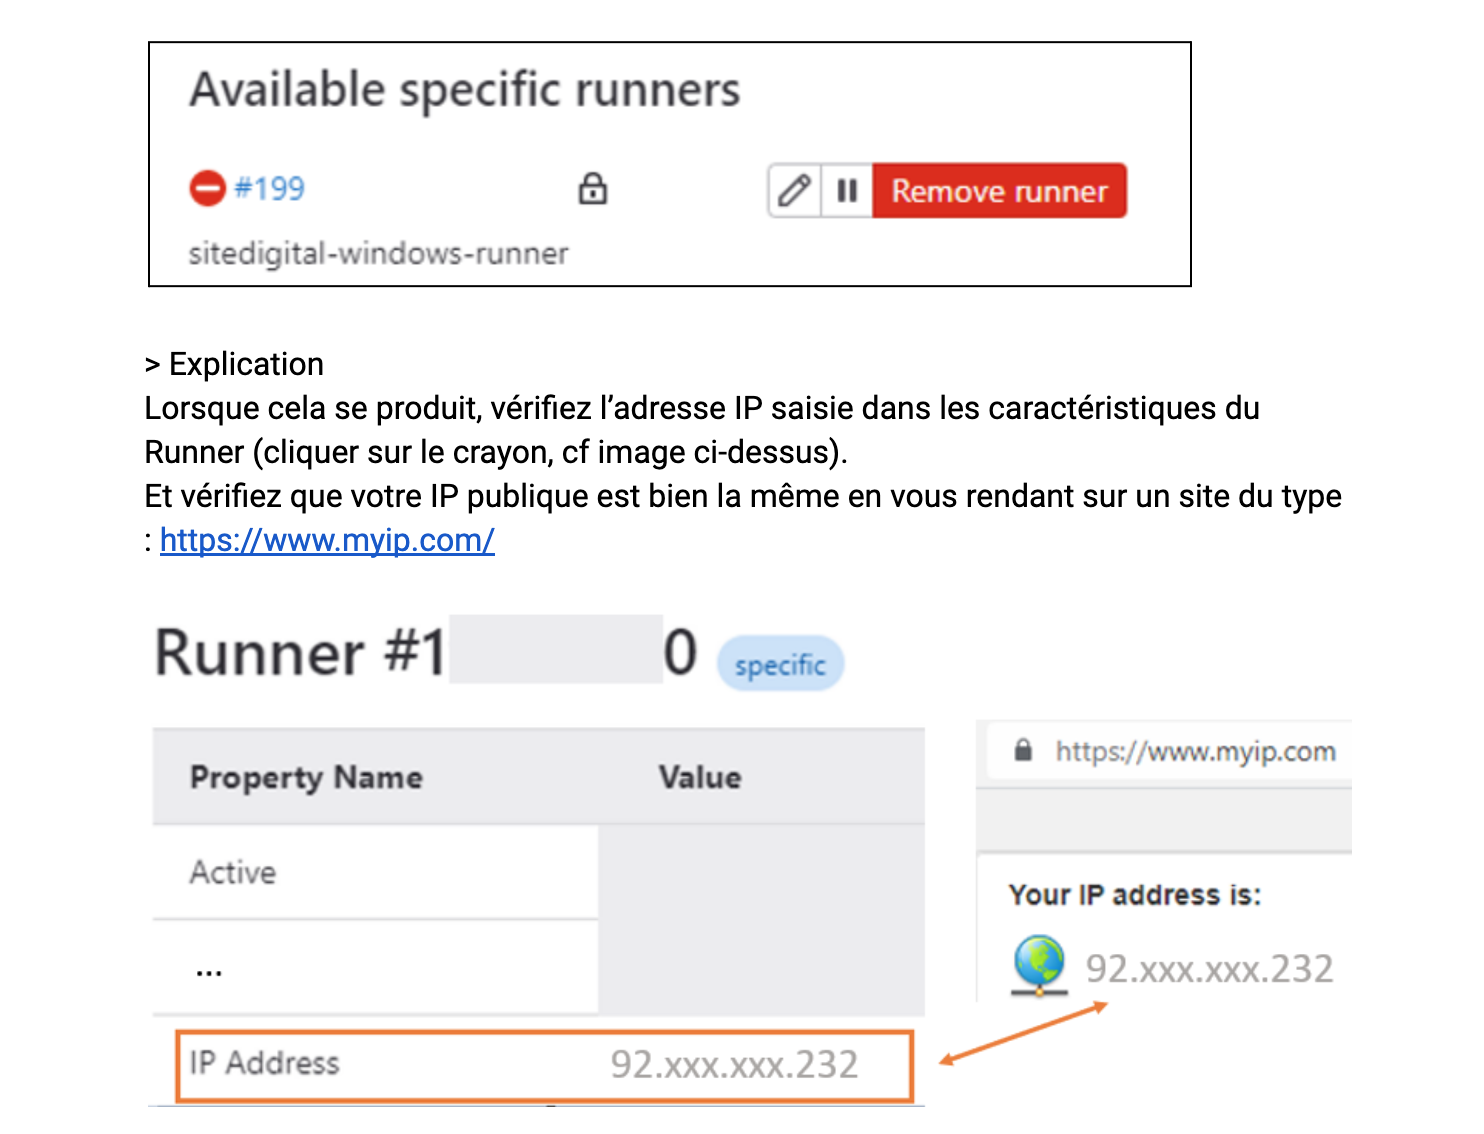 Available specific runners
#199
Remove runner
sitedigital-windows-runner
> Explication
Lorsque cela se produit, vérifiez l’adresse IP saisie dans les caractéristiques du
Runner (cliquer sur le crayon, cf image ci-dessus).
Et vérifiez que votre IP publique est bien la même en vous rendant sur un site du type
: https://www.myip.com/
Runner #1 0 specific
Property Name Value
Active
...
IP Address 92.xxx.xxx.232
https://www.myip.com
Your IP address is:
92.xxx.xxx.232